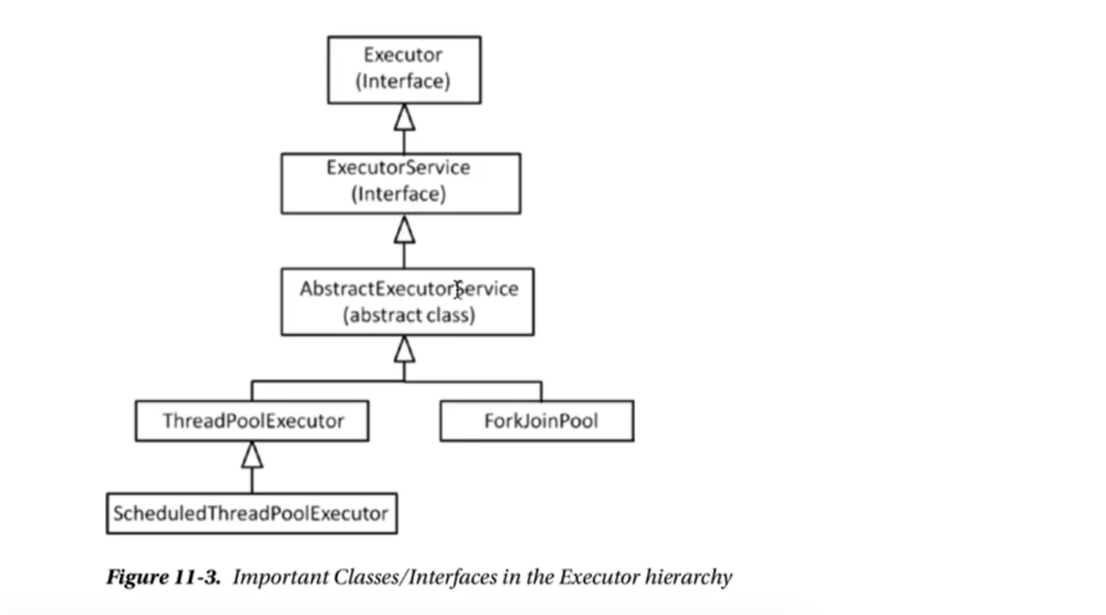 Executor
(Interface)
ExecutorService
(Interface)
AbstractExecutorService
(abstract class)
ThreadPoolExecutor
ForkJoinPool
ScheduledThreadPoolExecutor
Figure 11-3. Important Classes/Interfaces in the Executor hierarchy